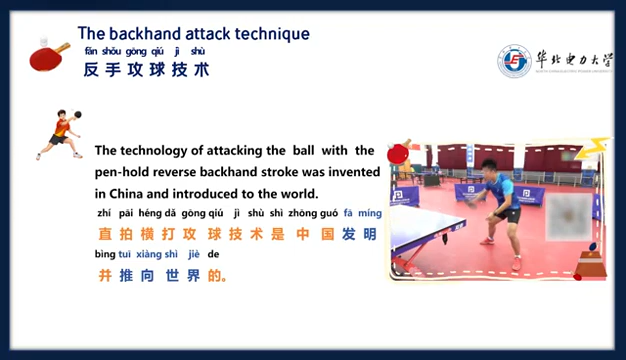 The backhand attack technique
fǎn shǒu gōng qiú jì shù
反手攻球技术
华北电力大学
The technology of attacking the ball with the
pen-hold reverse backhand stroke was invented
in China and introduced to the world.
zhí pāi héng dǎ gōng qiú jì shù shì zhōng guó fā míng
直拍横打攻球技术是中国发明
bìng tuī xiàng shì jiè de
并推向世界的。